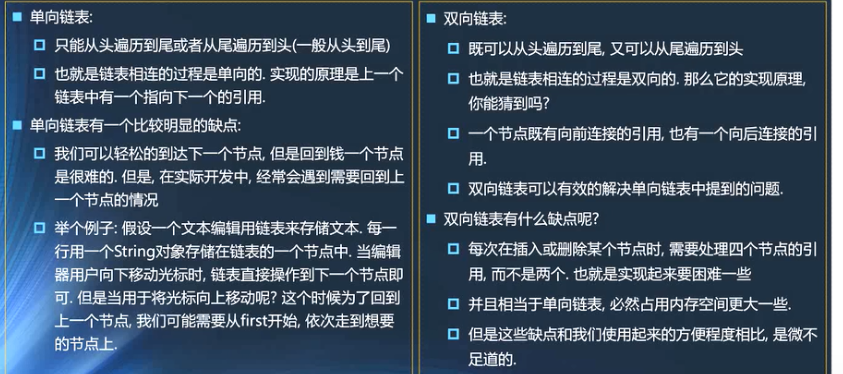 单向链表:
只能从头遍历到尾或者从尾遍历到头(一般从头到尾)
也就是链表相连的过程是单向的. 实现的原理是上一个
链表中有一个指向下一个的引用.
单向链表有一个比较明显的缺点:
我们可以轻松的到达下一个节点, 但是回到钱一个节点
是很难的. 但是, 在实际开发中, 经常会遇到需要回到上
一个节点的情况
举个例子: 假设一个文本编辑用链表来存储文本. 每一
行用一个String对象存储在链表的一个节点中. 当编辑
器用户向下移动光标时, 链表直接操作到下一个节点即
可. 但是当用于将光标向上移动呢? 这个时候为了回到
上一个节点, 我们可能需要从first开始, 依次走到想要
的节点上.
双向链表:
既可以从头遍历到尾, 又可以从尾遍历到头
也就是链表相连的过程是双向的. 那么它的实现原理,
你能猜到吗?
一个节点既有向前连接的引用, 也有一个向后连接的引
用.
双向链表可以有效的解决单向链表中提到的问题.
双向链表有什么缺点呢?
每次在插入或删除某个节点时, 需要处理四个节点的引
用, 而不是两个. 也就是实现起来要困难一些
并且相当于单向链表, 必然占用内存空间更大一些.
但是这些缺点和我们使用起来的方便程度相比, 是微不
足道的.